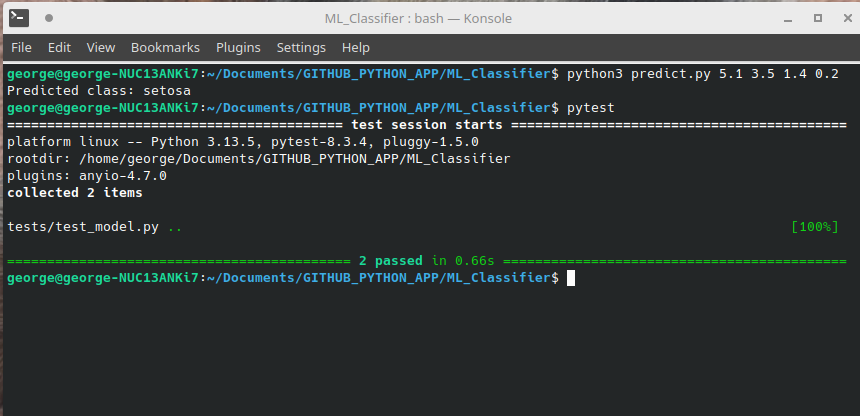 ML_Classifier : bash — Konsole
File Edit View Bookmarks Plugins Settings Help
george@george-NUC13ANKi7:~/Documents/GITHUB_PYTHON_APP/ML_Classifier$ python3 predict.py 5.1 3.5 1.4 0.2
Predicted class: setosa
george@george-NUC13ANKi7:~/Documents/GITHUB_PYTHON_APP/ML_Classifier$ pytest
========================================== test session starts ==========================================
platform linux -- Python 3.13.5, pytest-8.3.4, pluggy-1.5.0
rootdir: /home/george/Documents/GITHUB_PYTHON_APP/ML_Classifier
plugins: anyio-4.7.0
collected 2 items
tests/test_model.py .. [100%]
=========================================== 2 passed in 0.66s ===========================================
george@george-NUC13ANKi7:~/Documents/GITHUB_PYTHON_APP/ML_Classifier$